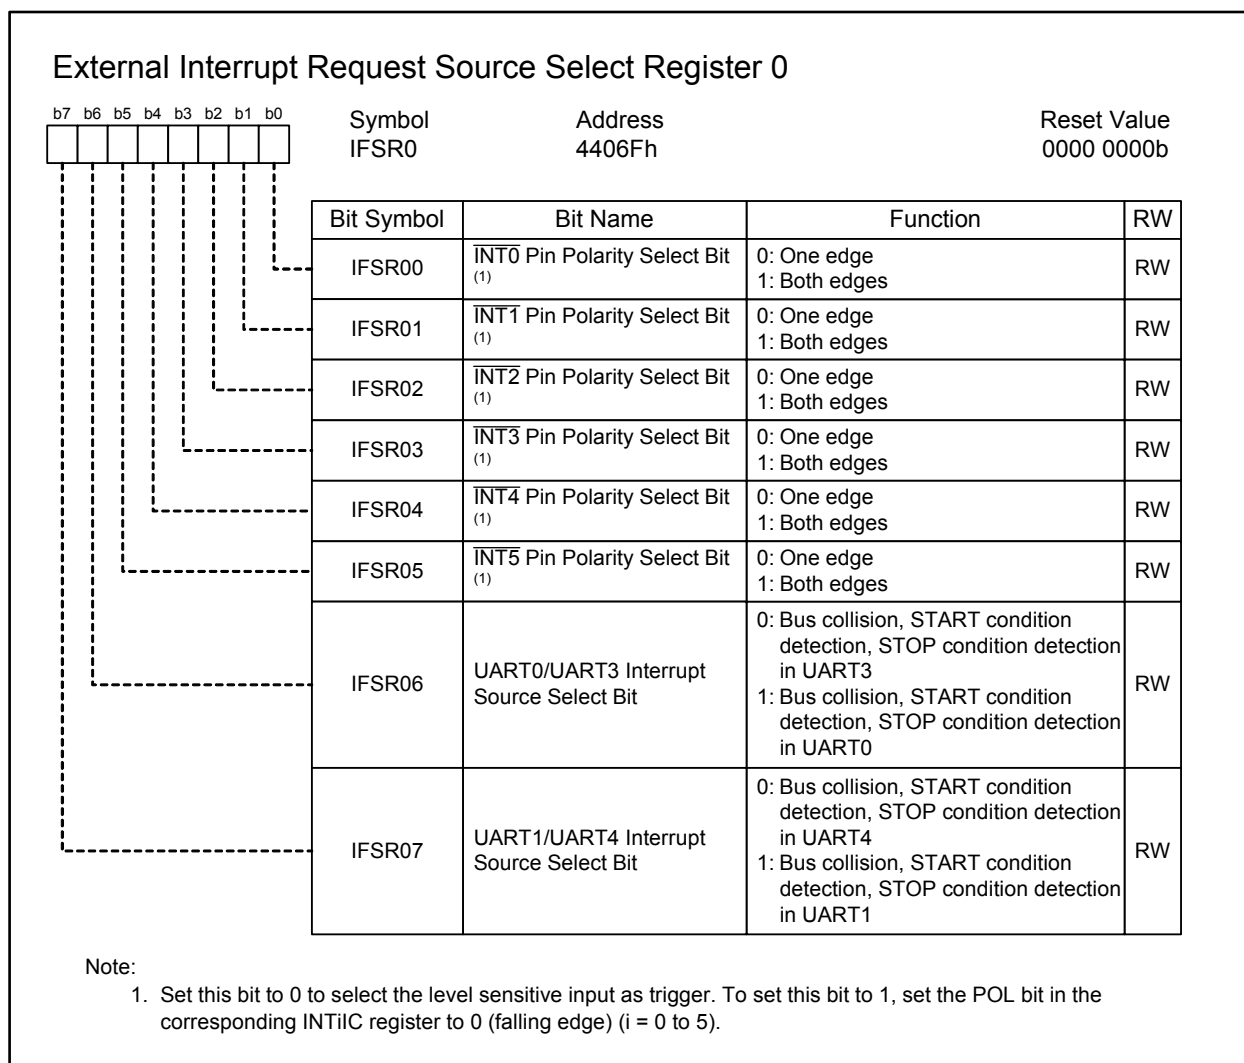 External Interrupt Request Source Select Register 0
b7 b6 b5 b4 b3 b2 b1 b0
Symbol Address Reset Value
IFSR0 4406Fh 0000 0000b
Bit Symbol Bit Name Function RW
IFSR00 INT0 Pin Polarity Select Bit (1) 0: One edge RW
1: Both edges
IFSR01 INT1 Pin Polarity Select Bit (1) 0: One edge RW
1: Both edges
IFSR02 INT2 Pin Polarity Select Bit (1) 0: One edge RW
1: Both edges
IFSR03 INT3 Pin Polarity Select Bit (1) 0: One edge RW
1: Both edges
IFSR04 INT4 Pin Polarity Select Bit (1) 0: One edge RW
1: Both edges
IFSR05 INT5 Pin Polarity Select Bit (1) 0: One edge RW
1: Both edges
IFSR06
UART0/UART3 Interrupt
Source Select Bit
0: Bus collision, START condition
detection, STOP condition detection
in UART3
1: Bus collision, START condition
detection, STOP condition detection
in UART0
RW
IFSR07
UART1/UART4 Interrupt
Source Select Bit
0: Bus collision, START condition
detection, STOP condition detection
in UART4
1: Bus collision, START condition
detection, STOP condition detection
in UART1
RW
Note:
1. Set this bit to 0 to select the level sensitive input as trigger. To set this bit to 1, set the POL bit in the
corresponding INTiIC register to 0 (falling edge) (i = 0 to 5).